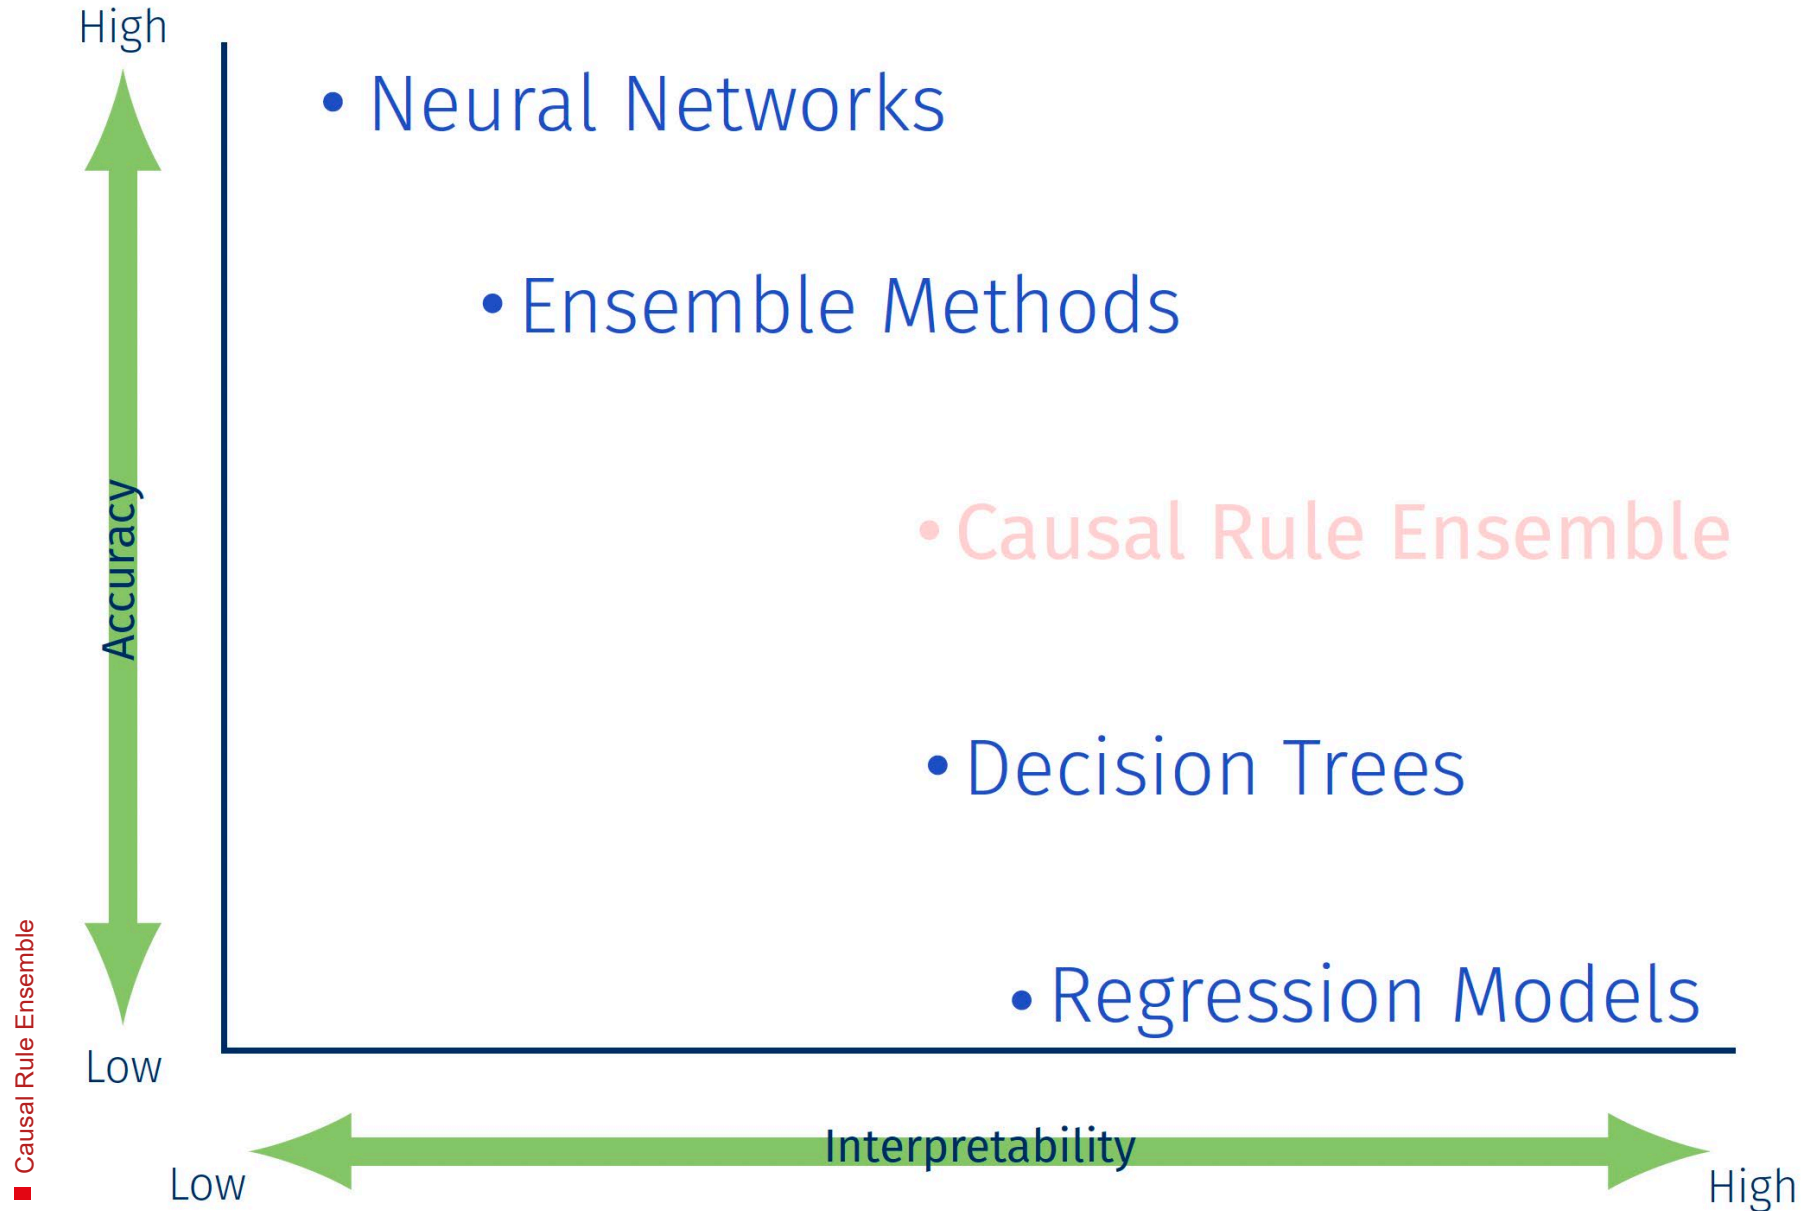 High
• Neural Networks
• Ensemble Methods
• Causal Rule Ensemble
Accuracy
• Decision Trees
• Regression Models
Low
Interpretability
Low
High
Causal Rule Ensemble